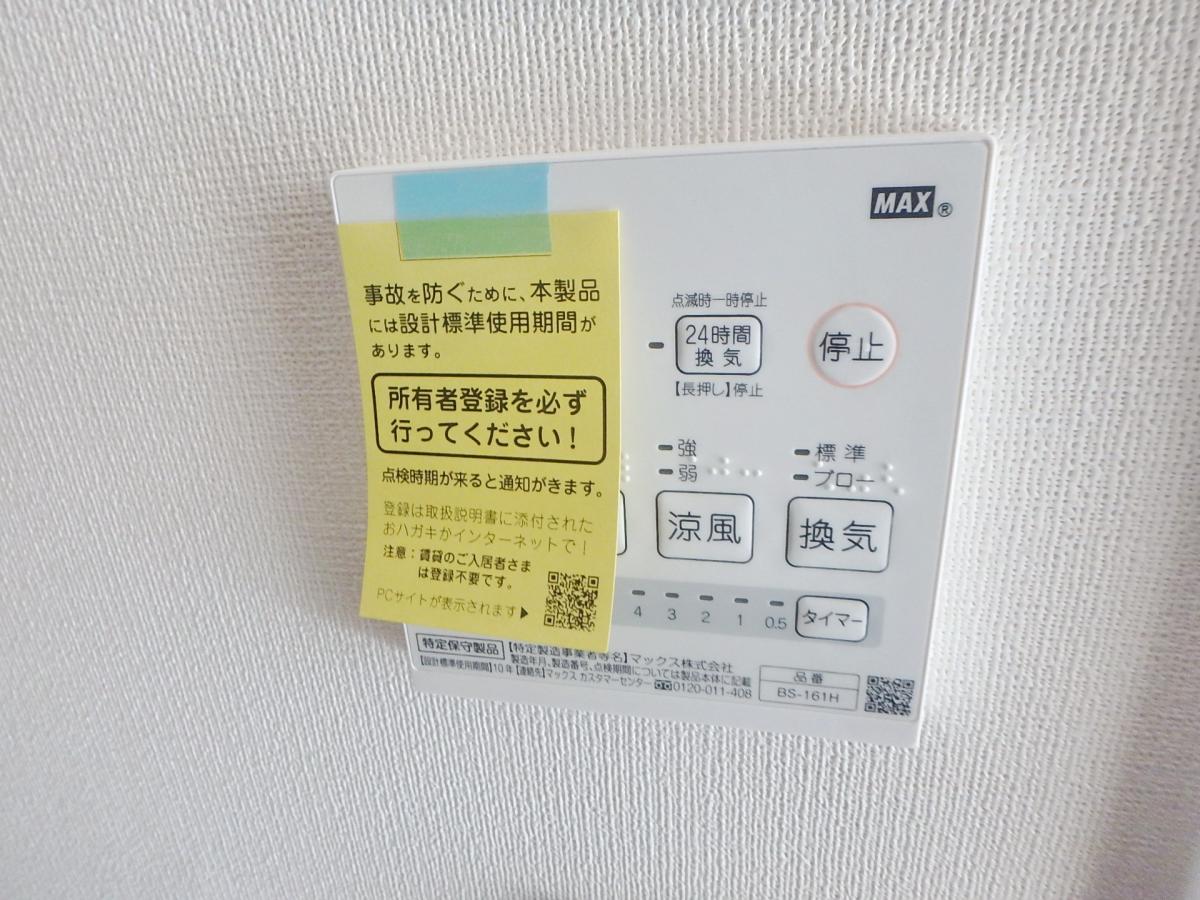 MAX®
事故を防ぐために、本製品
には設計標準使用期間が
あります。
所有者登録を必ず
行ってください！
点検時期が来ると通知がきます。
登録は取扱説明書に添付された
おハガキかインターネットで！
注意：賃貸のご入居者さま
は登録不要です。
PCサイトが表示されます▶
点滅時一時停止
24時間
換気
【長押し】停止
停止
強
弱
涼風
標準
ブロー
換気
4 3 2 1 0.5
タイマー
特定保守製品 【特定製造事業者等名】マックス株式会社
製造年月、製造番号、点検期間については製品本体に記載
【設計標準使用期間】10年【連絡先】マックス カスタマーセンター 0120-011-408
品番
BS-161H